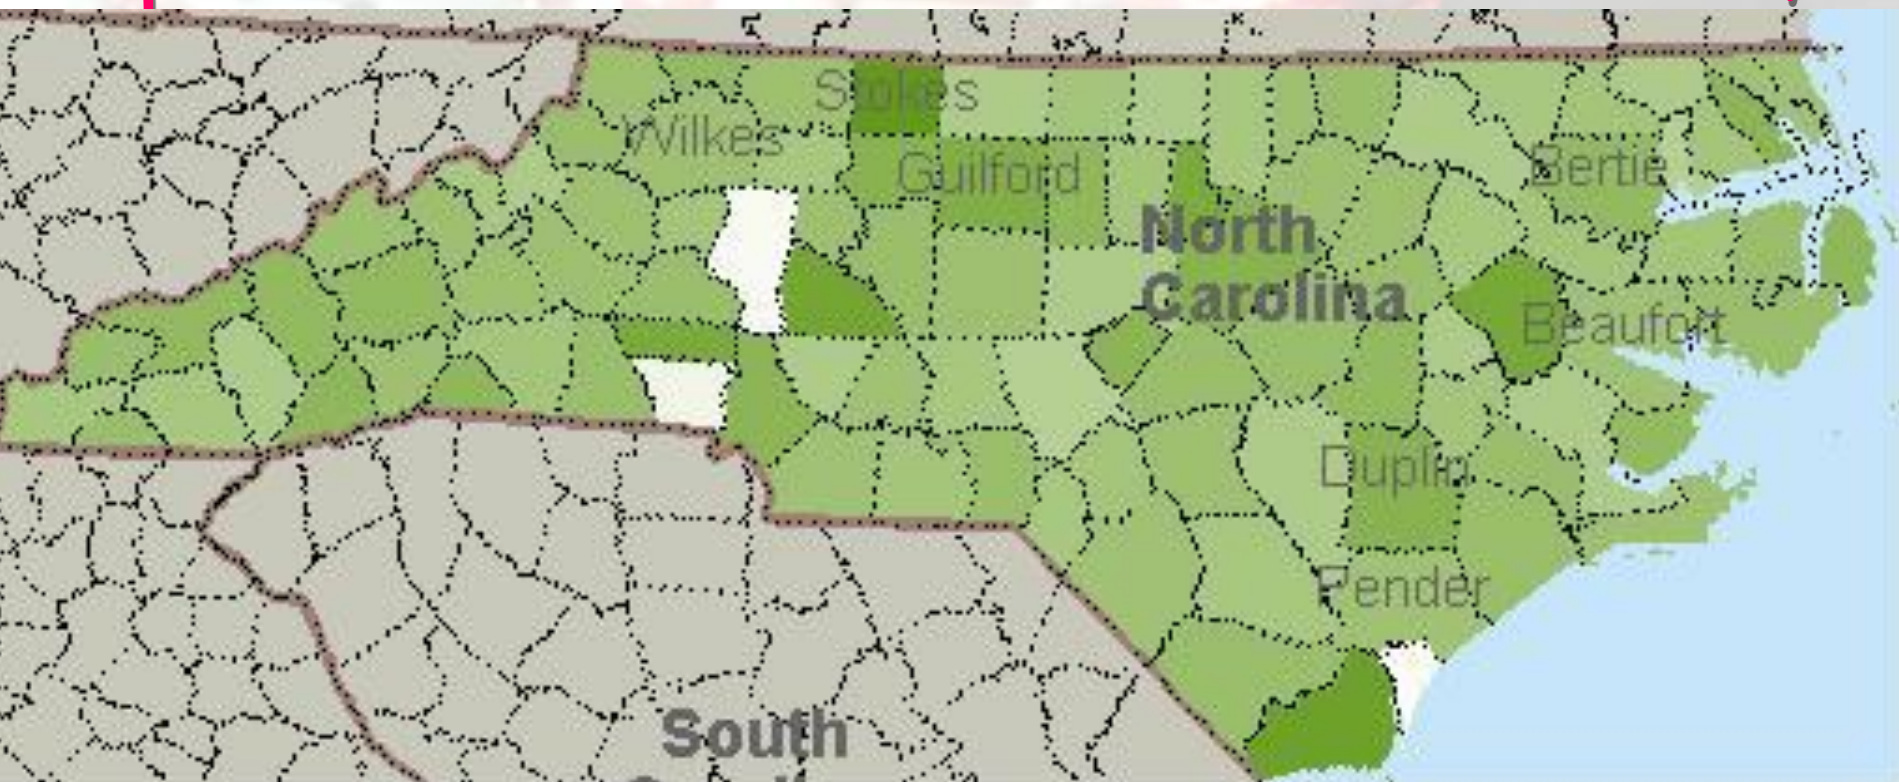 Stokes
Wilkes
Guilford
Bertie
North
Carolina
Beaufort
Duplin
Pender
South